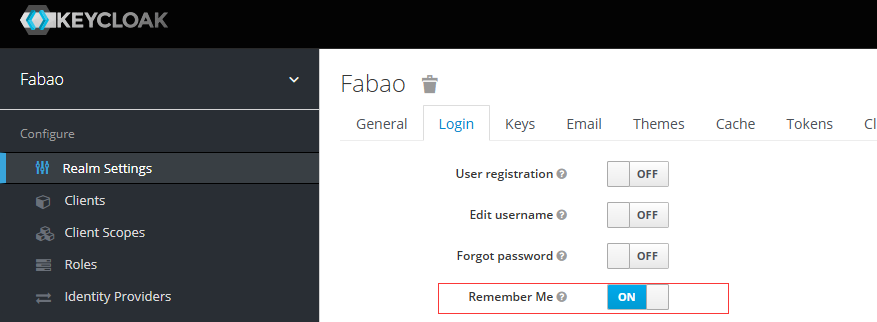 KEYCLOAK
Fabao
Configure
Realm Settings
Clients
Client Scopes
Roles
Identity Providers
Fabao
General Login Keys Email Themes Cache Tokens Cl
User registration OFF
Edit username OFF
Forgot password OFF
Remember Me ON